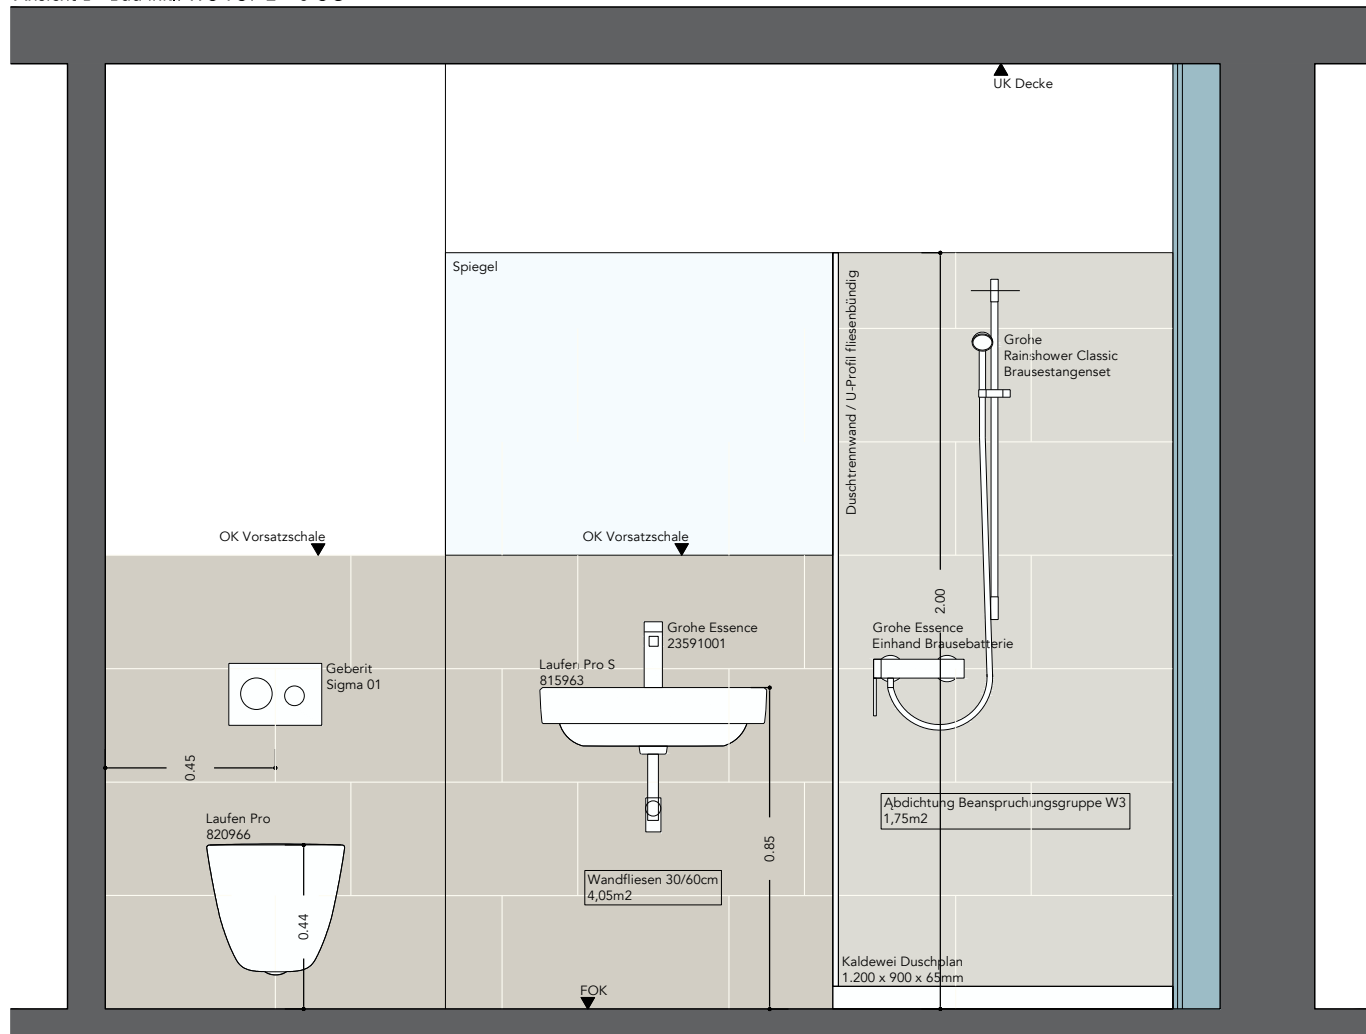 UK Decke
Spiegel
Duschtrennwand / U-Profil fliesenbündig
Grohe
Rainshower Classic
Brausestangenset
OK Vorsatzschale
OK Vorsatzschale
2.00
Grohe Essence
23591001
Grohe Essence
Einhand Brausebatterie
Laufen Pro S
815963
Geberit
Sigma 01
0.45
Laufen Pro
820966
Abdichtung Beanspruchungsgruppe W3
1,75m2
0.85
Wandfliesen 30/60cm
4,05m2
0.44
Kaldewei Duschplan
1.200 x 900 x 65mm
FOK